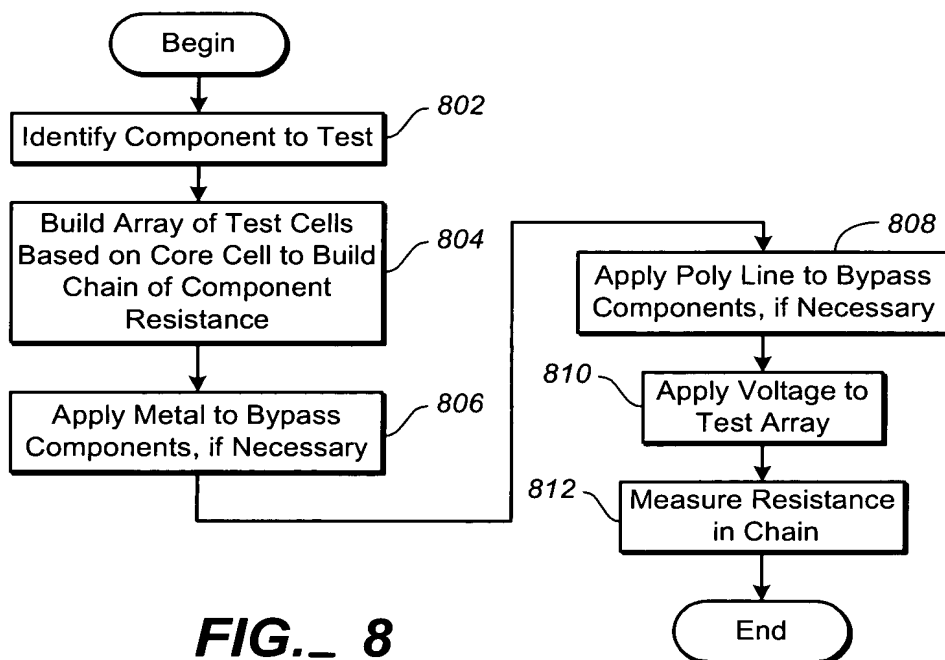 Begin
802
Identify Component to Test
Build Array of Test Cells
Based on Core Cell to Build
Chain of Component
Resistance
804
Apply Metal to Bypass
Components, if Necessary
806
808
Apply Poly Line to Bypass
Components, if Necessary
810
Apply Voltage to
Test Array
812
Measure Resistance
in Chain
End
FIG._ 8